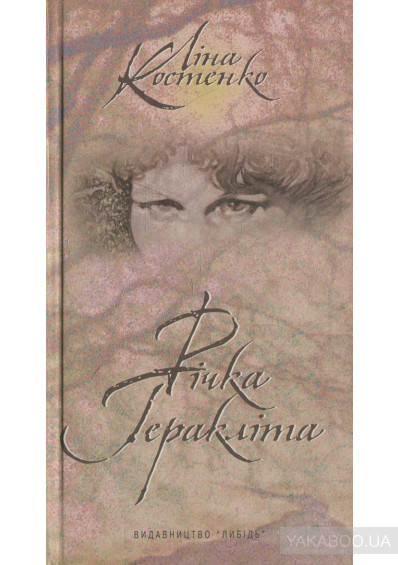 Ліна
Костенко
Річка
Геракліта
ВИДАВНИЦТВО "ЛИБІДЬ"
YAKABOO.UA